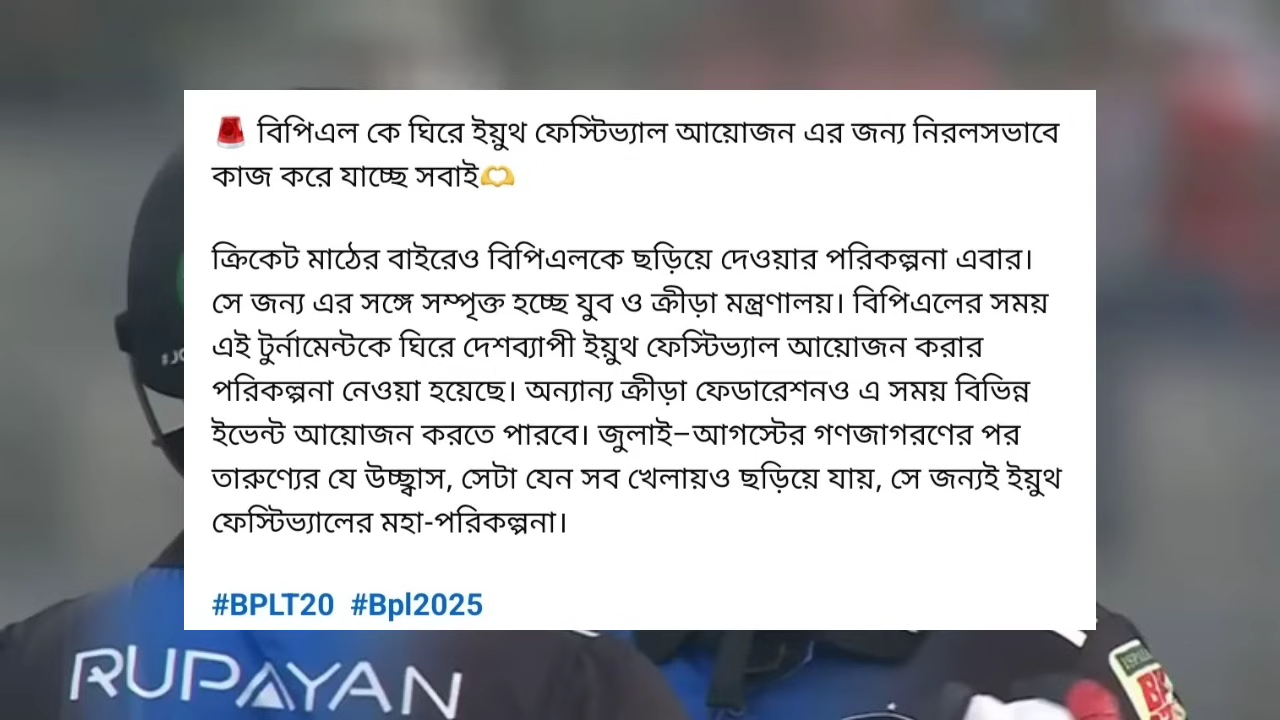 🚨 বিপিএল কে ঘিরে ইয়ুথ ফেস্টিভ্যাল আয়োজন এর জন্য নিরলসভাবে
কাজ করে যাচ্ছে সবাই🫶
ক্রিকেট মাঠের বাইরেও বিপিএলকে ছড়িয়ে দেওয়ার পরিকল্পনা এবার।
সে জন্য এর সঙ্গে সম্পৃক্ত হচ্ছে যুব ও ক্রীড়া মন্ত্রণালয়। বিপিএলের সময়
এই টুর্নামেন্টকে ঘিরে দেশব্যাপী ইয়ুথ ফেস্টিভ্যাল আয়োজন করার
পরিকল্পনা নেওয়া হয়েছে। অন্যান্য ক্রীড়া ফেডারেশনও এ সময় বিভিন্ন
ইভেন্ট আয়োজন করতে পারবে। জুলাই–আগস্টের গণজাগরণের পর
তারুণ্যের যে উচ্ছ্বাস, সেটা যেন সব খেলায়ও ছড়িয়ে যায়, সে জন্যই ইয়ুথ
ফেস্টিভ্যালের মহা-পরিকল্পনা।
#BPLT20 #Bpl2025
RUPAYAN